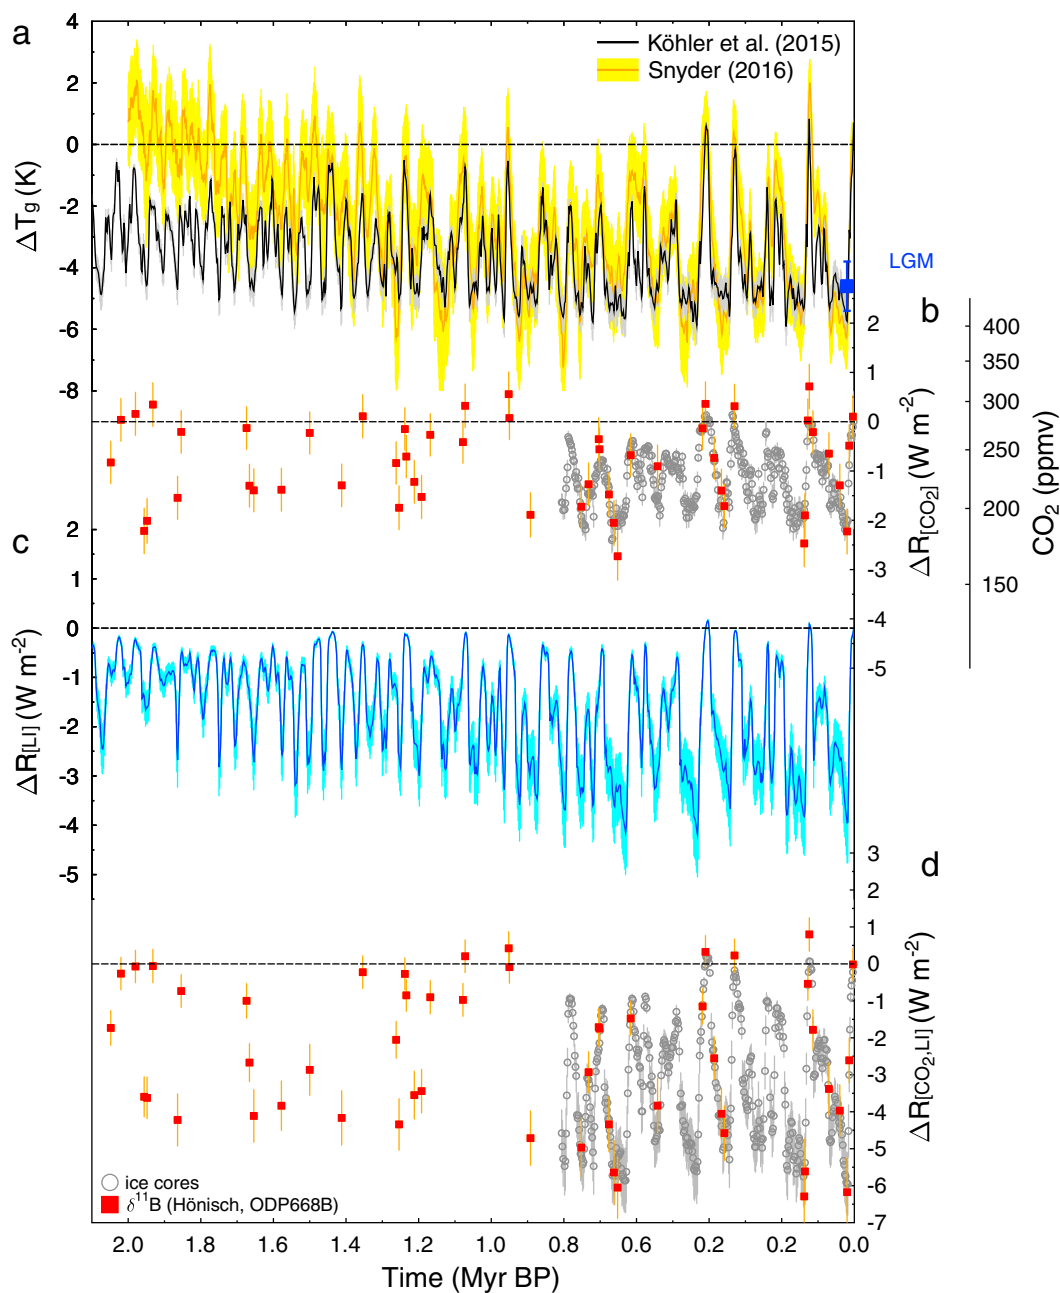 a
4
2
0
-2
-4
-6
-8
ΔTg (K)
Köhler et al. (2015)
Snyder (2016)
LGM
b
2
1
0
-1
-2
-3
-4
-5
ΔR[CO2] (W m-2)
400
350
300
250
200
150
CO2 (ppmv)
c
2
1
0
-1
-2
-3
-4
-5
ΔR[LI] (W m-2)
d
3
2
1
0
-1
-2
-3
-4
-5
-6
-7
ΔR[CO2,LI] (W m-2)
ice cores
δ11B (Hönisch, ODP668B)
2.0 1.8 1.6 1.4 1.2 1.0 0.8 0.6 0.2 0.2 0.0
Time (Myr BP)